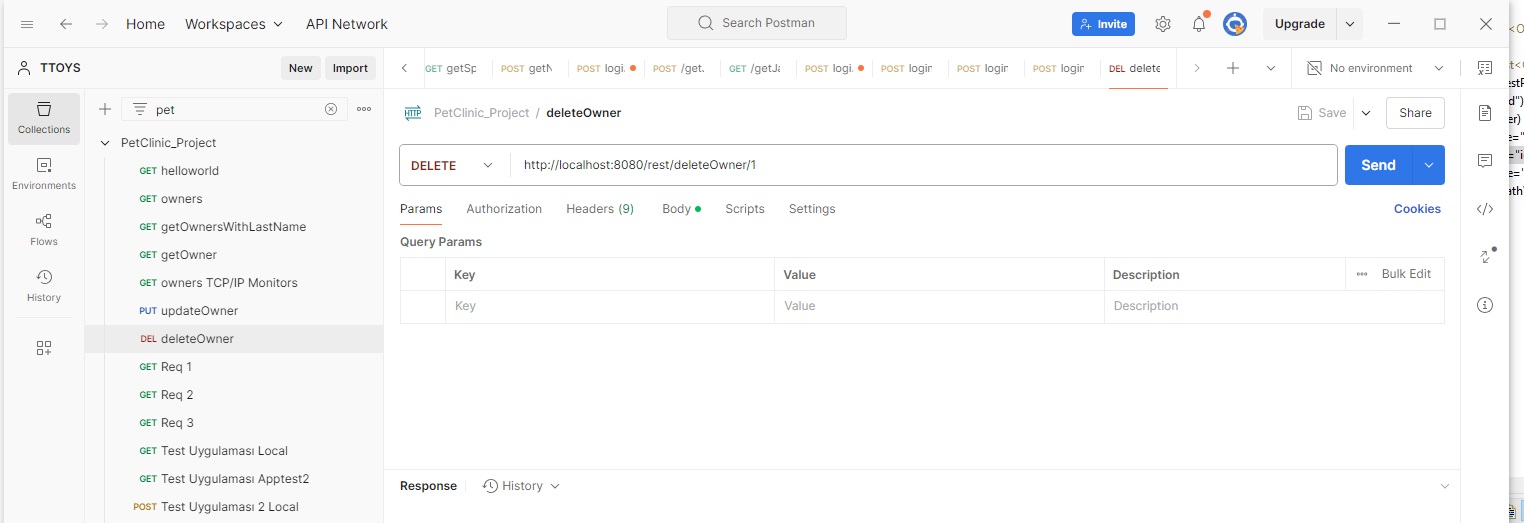 Home Workspaces API Network Search Postman Invite Upgrade
TTOYS New Import GET getSp POST getN POST logi. POST /get. GET /getJa POST logi. POST login POST login POST login DEL delete No environment
Collections
Environments
Flows
History
pet
PetClinic_Project
GET helloworld
GET owners
GET getOwnersWithLastName
GET getOwner
GET owners TCP/IP Monitors
PUT updateOwner
DEL deleteOwner
GET Req 1
GET Req 2
GET Req 3
GET Test Uygulaması Local
GET Test Uygulaması Apptest2
POST Test Uygulaması 2 Local
HTTP PetClinic_Project / deleteOwner Save Share
DELETE http://localhost:8080/rest/deleteOwner/1 Send
Params Authorization Headers (9) Body Scripts Settings Cookies
Query Params
Key Value Description Bulk Edit
Key Value Description
Response History